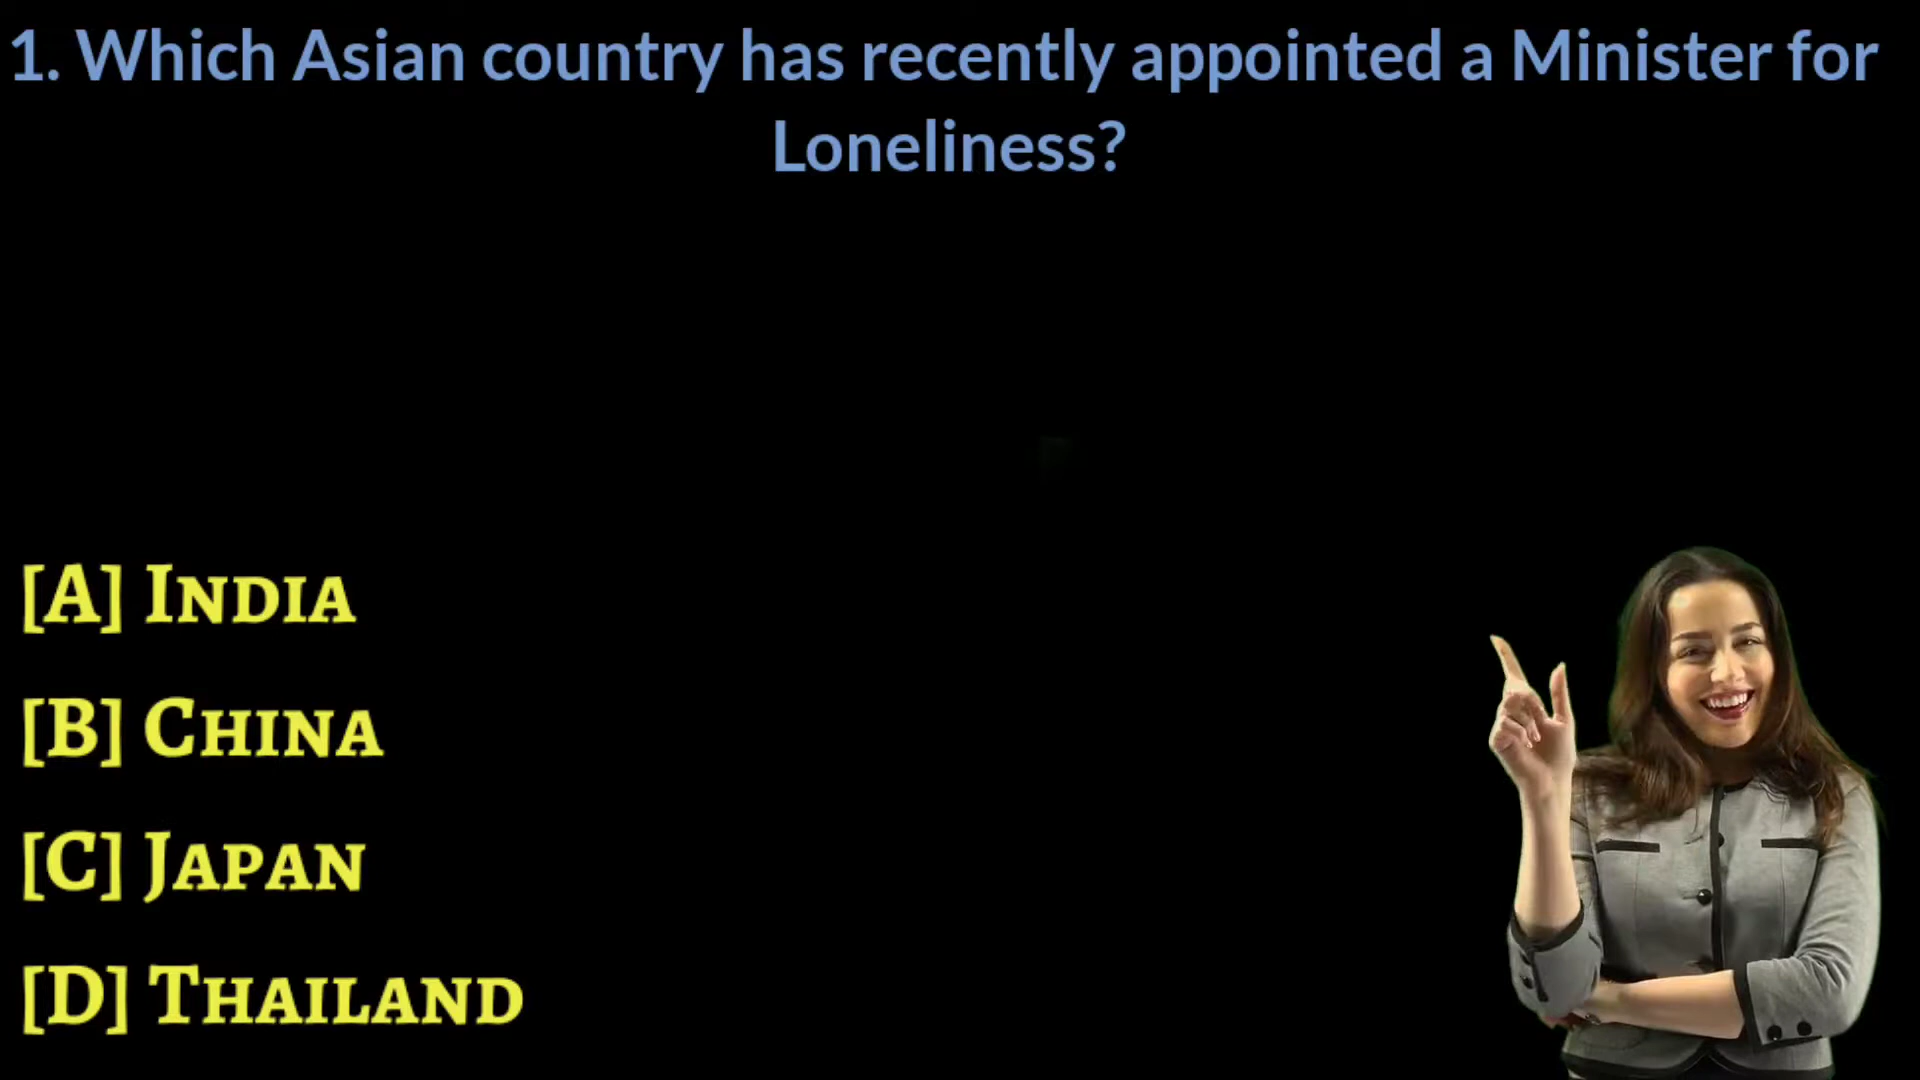 1. Which Asian country has recently appointed a Minister for
Loneliness?
[A] India
[B] China
[C] Japan
[D] Thailand